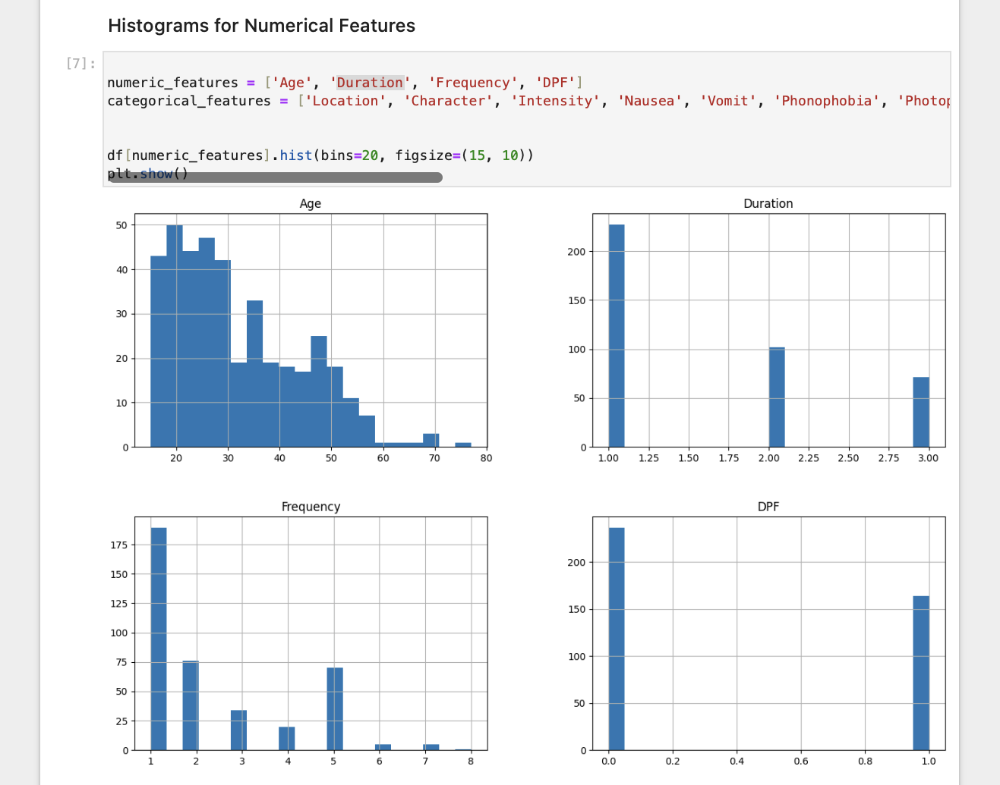 Histograms for Numerical Features
[7]:
numeric_features = ['Age', 'Duration', 'Frequency', 'DPF']
categorical_features = ['Location', 'Character', 'Intensity', 'Nausea', 'Vomit', 'Phonophobia', 'Photop
df[numeric_features].hist(bins=20, figsize=(15, 10))
plt.show()
Age
50
40
30
20
10
0
20 30 40 50 60 70 80
Duration
200
150
100
50
0
1.00 1.25 1.50 1.75 2.00 2.25 2.50 2.75 3.00
Frequency
175
150
125
100
75
50
25
0
1 2 3 4 5 6 7 8
DPF
200
150
100
50
0
0.0 0.2 0.4 0.6 0.8 1.0